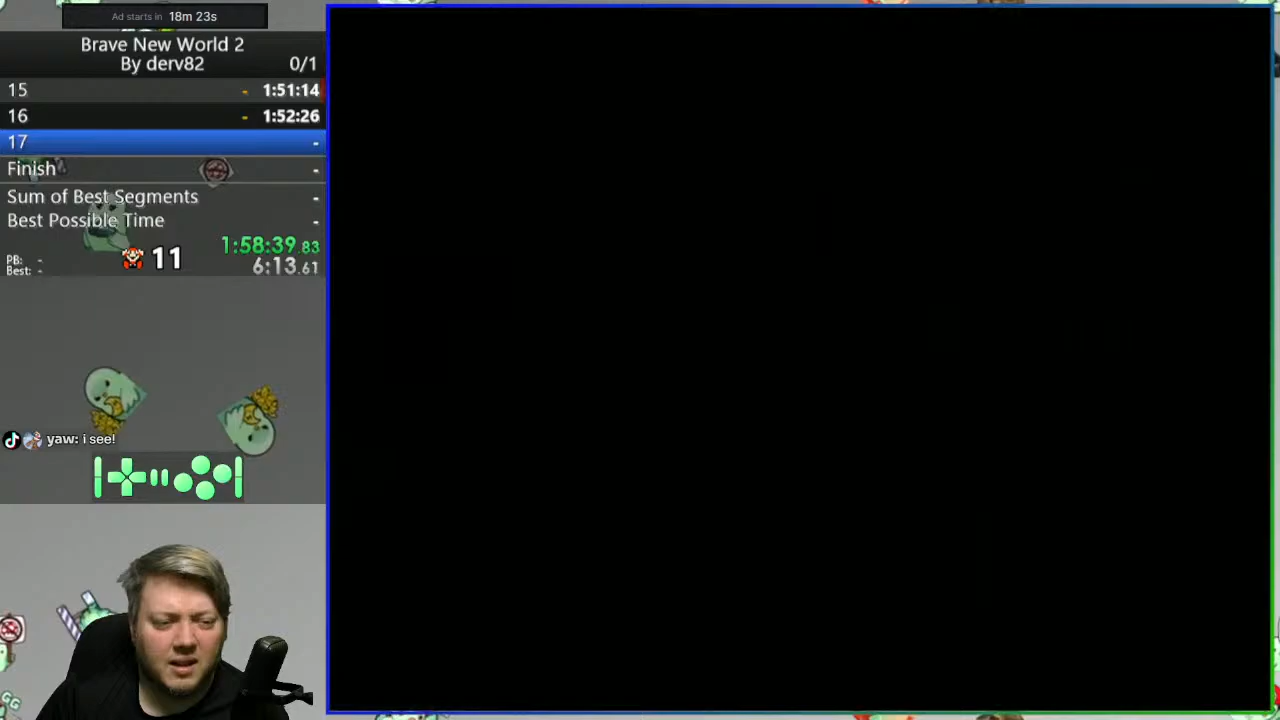 Ad starts in 18m 23s
Brave New World 2
By derv82 0/1
15 - 1:51:14
16 - 1:52:26
17 -
Finish -
Sum of Best Segments -
Best Possible Time -
1:58:39.83
PB: - 11
Best: - 6:13.61
yaw: i see!
GG